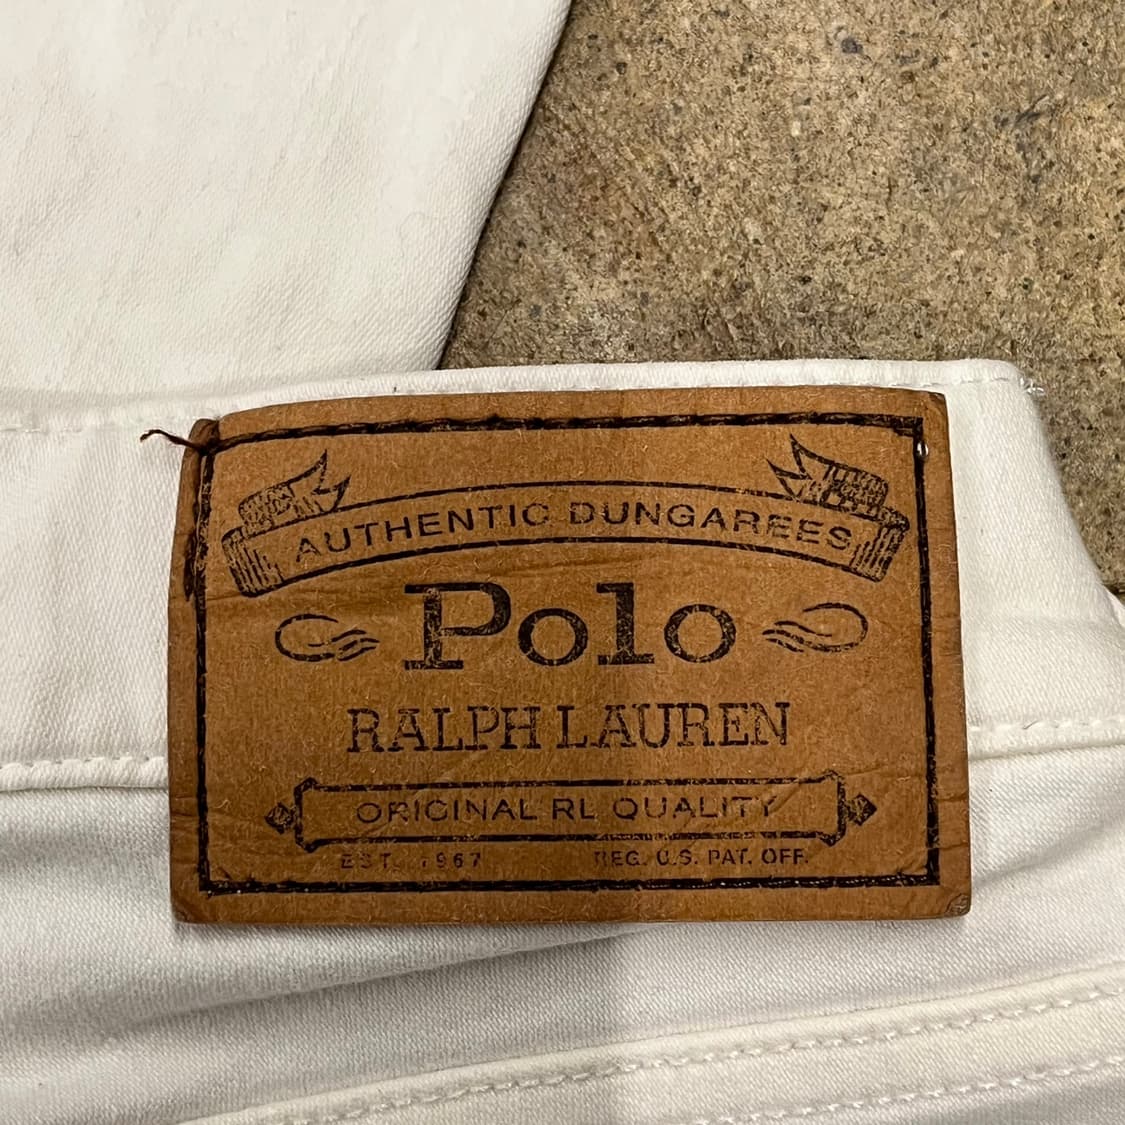 AUTHENTIC DUNGAREES
Polo
RALPH LAUREN
ORIGINAL RL QUALITY
EST. 1967 REG. U.S. PAT. OFF.